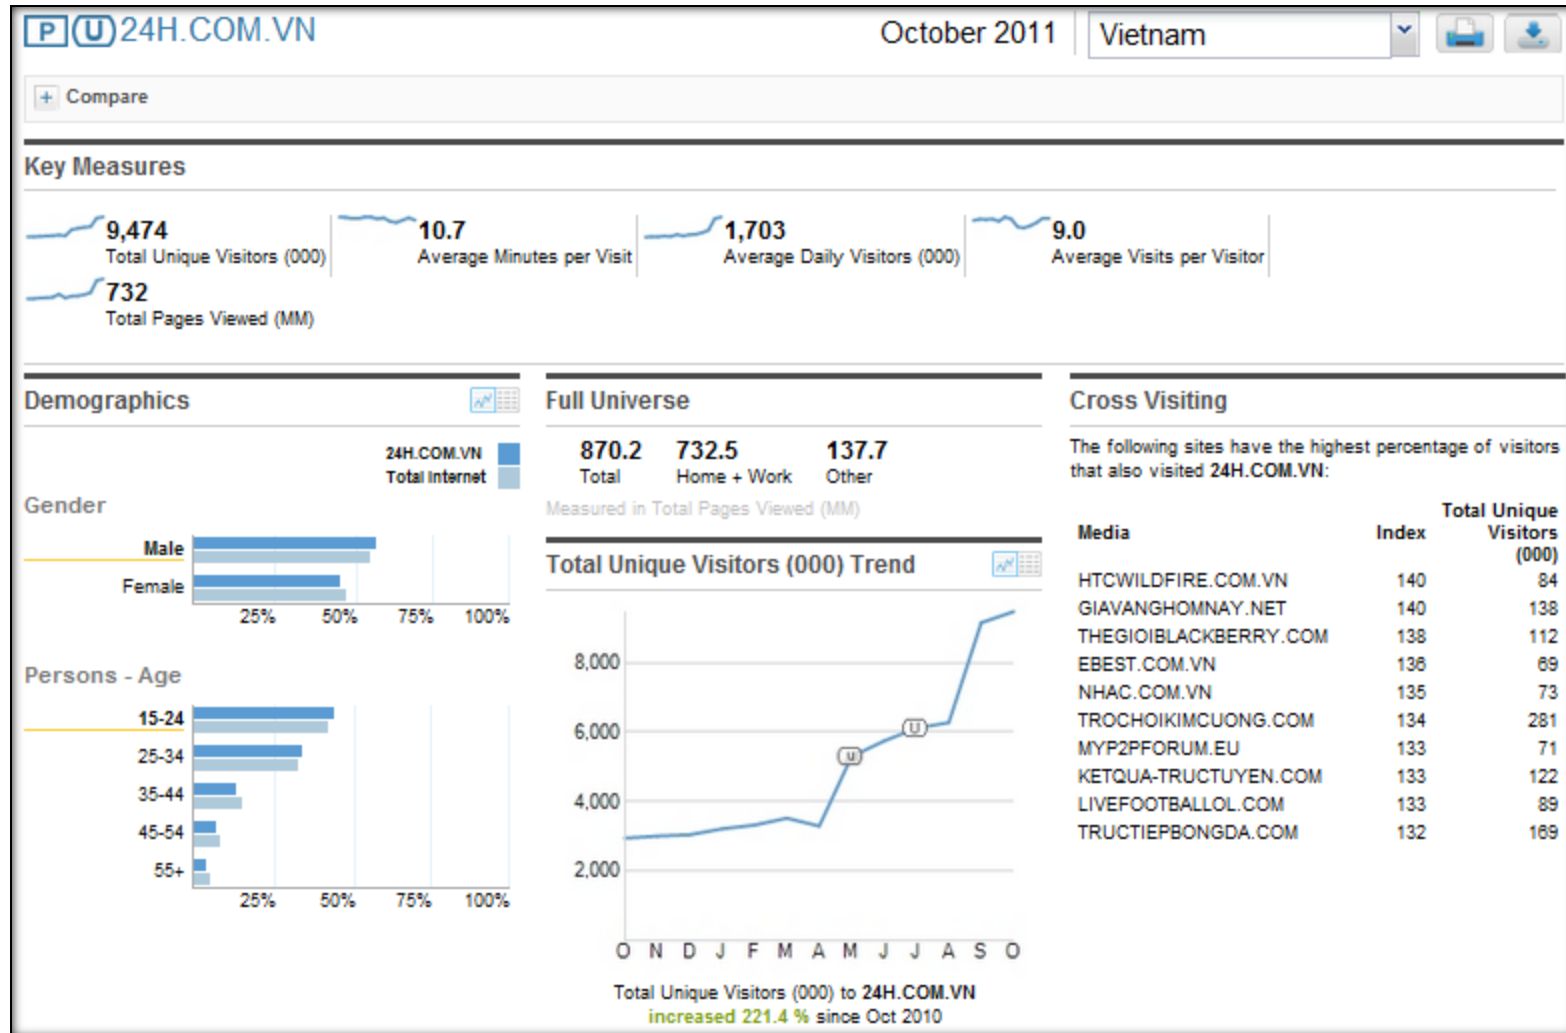 P U 24H.COM.VN
October 2011
Vietnam
+ Compare
Key Measures
9,474
Total Unique Visitors (000)
10.7
Average Minutes per Visit
1,703
Average Daily Visitors (000)
9.0
Average Visits per Visitor
732
Total Pages Viewed (MM)
Demographics
24H.COM.VN
Total Internet
Gender
Male
Female
25% 50% 75% 100%
Persons - Age
15-24
25-34
35-44
45-54
55+
25% 50% 75% 100%
Full Universe
870.2 732.5 137.7
Total Home + Work Other
Measured in Total Pages Viewed (MM)
Total Unique Visitors (000) Trend
8,000
6,000
4,000
2,000
U
U
O N D J F M A M J J A S O
Total Unique Visitors (000) to 24H.COM.VN
increased 221.4 % since Oct 2010
Cross Visiting
The following sites have the highest percentage of visitors
that also visited 24H.COM.VN:
Media Index Total Unique
Visitors
(000)
HTCWILDFIRE.COM.VN 140 84
GIAVANGHOMNAY.NET 140 138
THEGIOIBLACKBERRY.COM 138 112
EBEST.COM.VN 136 69
NHAC.COM.VN 135 73
TROCHOIKIMCUONG.COM 134 281
MYP2PFORUM.EU 133 71
KETQUA-TRUCTUYEN.COM 133 122
LIVEFOOTBALLOL.COM 133 89
TRUCTIEPBONGDA.COM 132 169